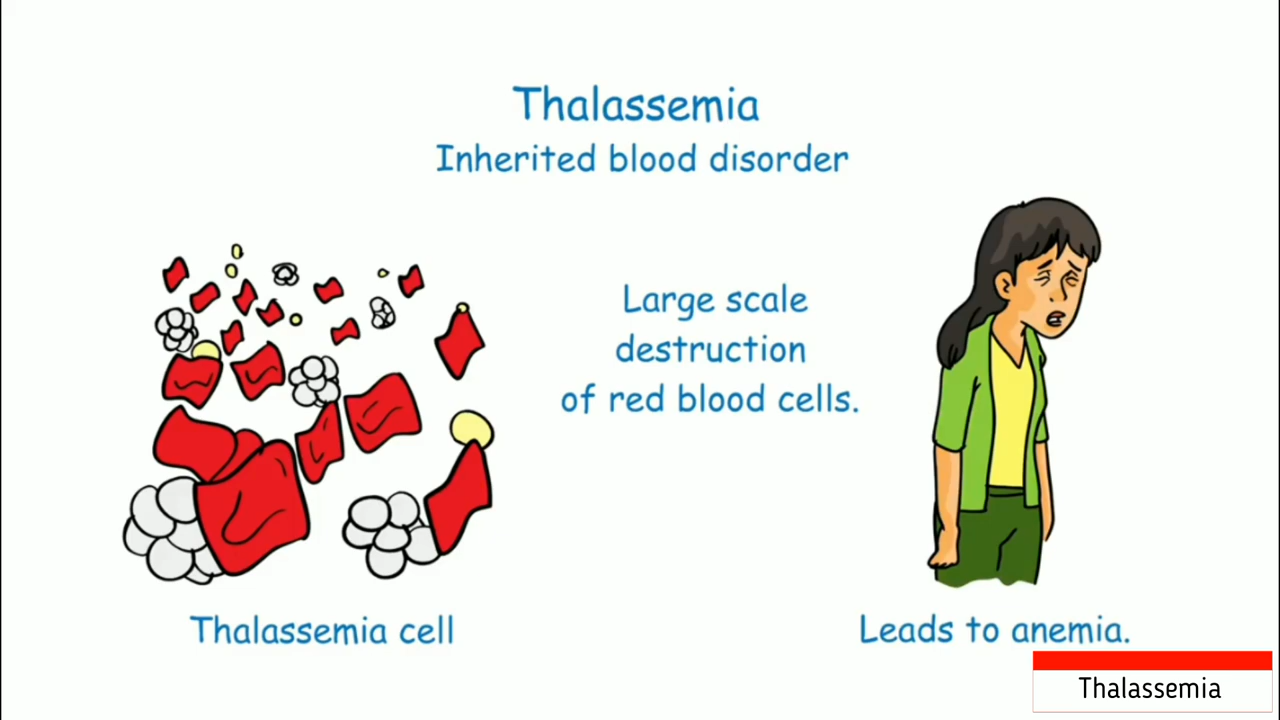 Thalassemia
Inherited blood disorder
Large scale
destruction
of red blood cells.
Thalassemia cell
Leads to anemia.
Thalassemia